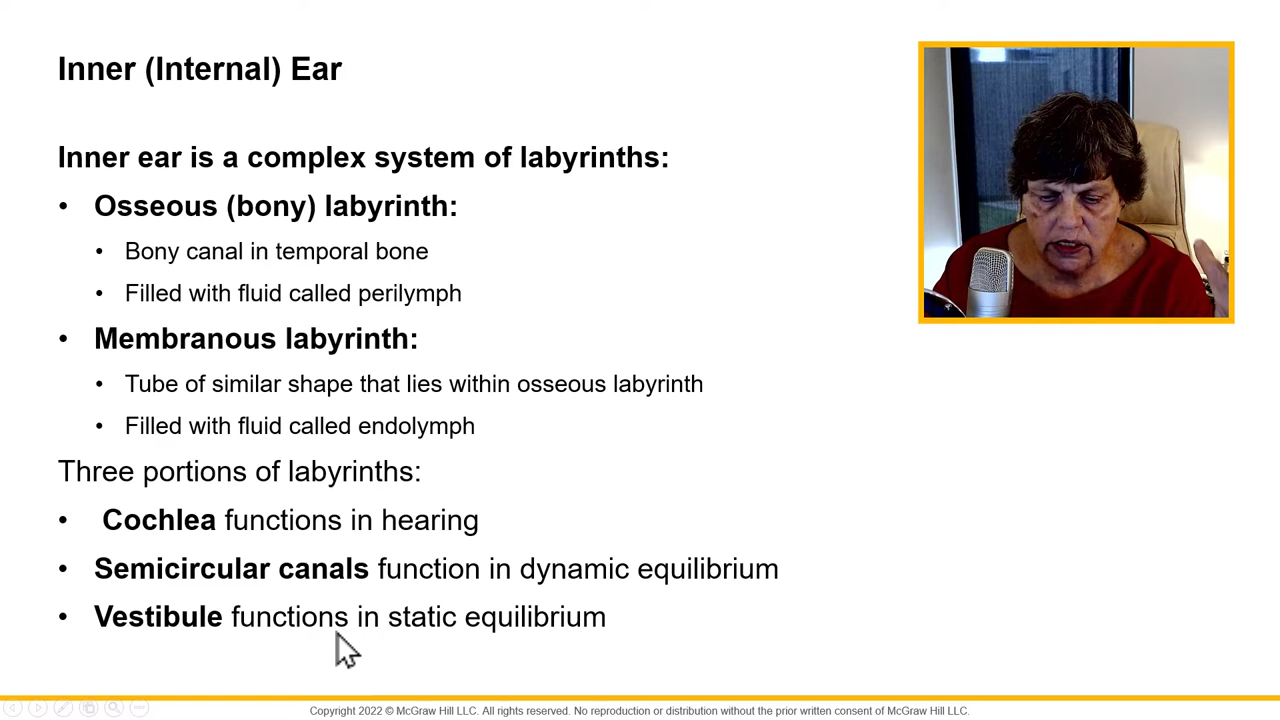 Inner (Internal) Ear
Inner ear is a complex system of labyrinths:
• Osseous (bony) labyrinth:
• Bony canal in temporal bone
• Filled with fluid called perilymph
• Membranous labyrinth:
• Tube of similar shape that lies within osseous labyrinth
• Filled with fluid called endolymph
Three portions of labyrinths:
• Cochlea functions in hearing
• Semicircular canals function in dynamic equilibrium
• Vestibule functions in static equilibrium
Copyright 2022 © McGraw Hill LLC. All rights reserved. No reproduction or distribution without the prior written consent of McGraw Hill LLC.